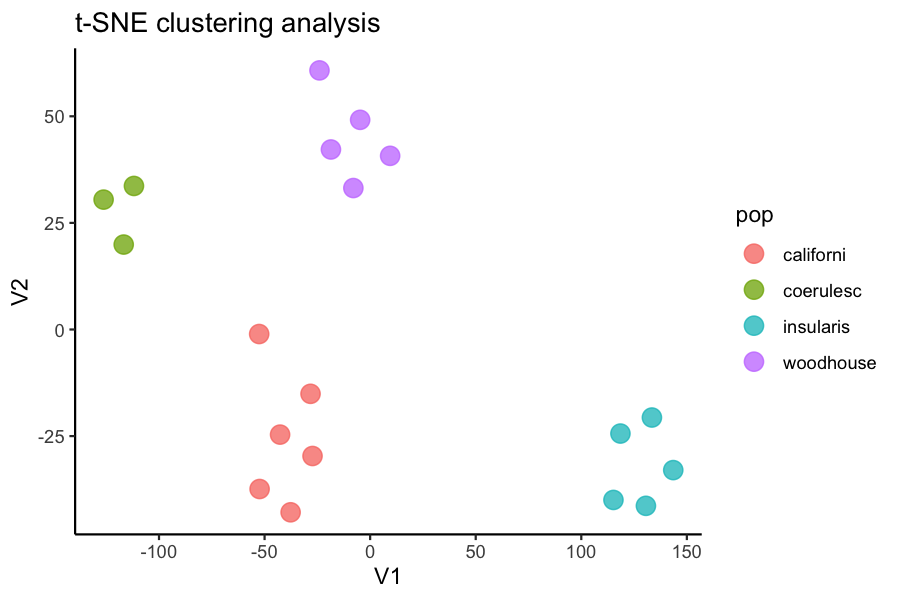 t-SNE clustering analysis
V2
50
25
0
-25
-100
-50
0
50
100
150
V1
pop
californi
coerulesc
insularis
woodhouse